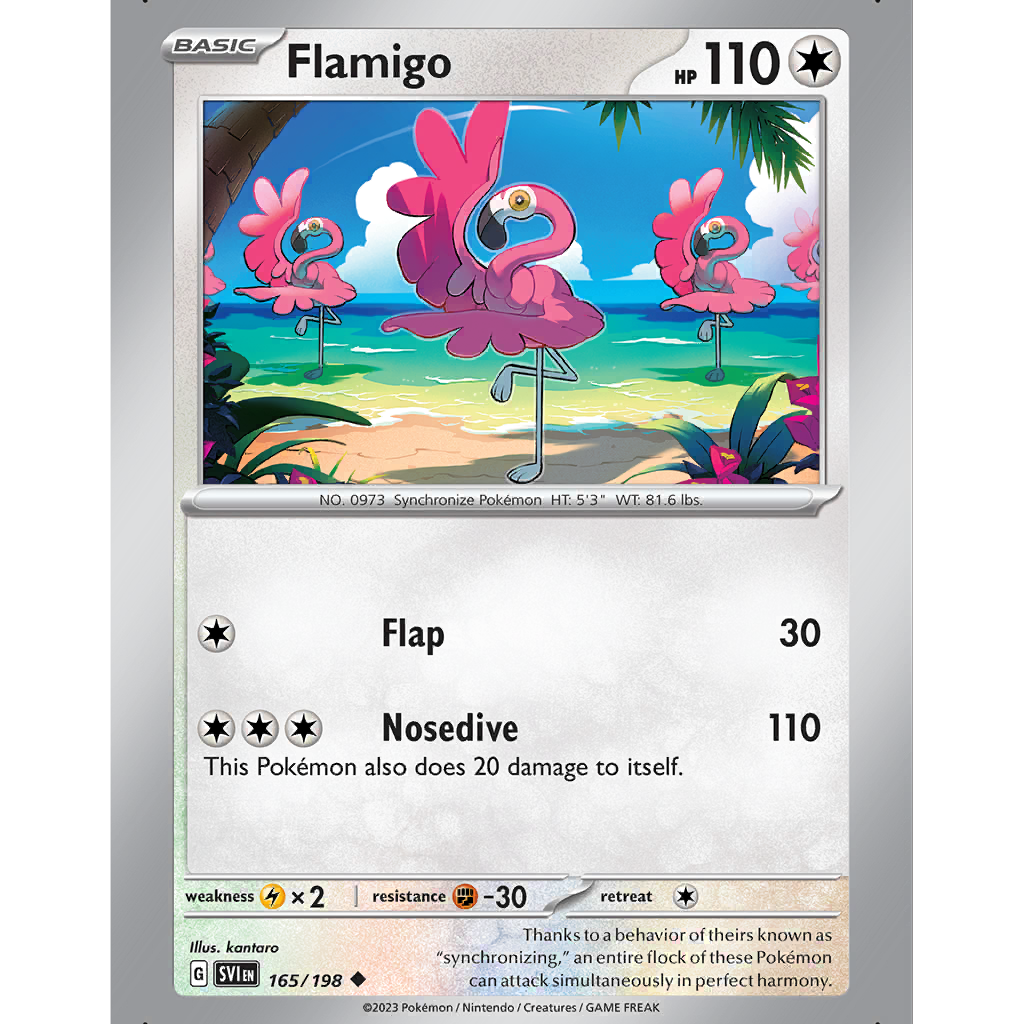 BASIC Flamigo HP 110
NO. 0973 Synchronize Pokémon HT: 5'3" WT: 81.6 lbs.
Flap 30
Nosedive 110
This Pokémon also does 20 damage to itself.
weakness ×2 resistance -30 retreat
Thanks to a behavior of theirs known as
"synchronizing," an entire flock of these Pokémon
can attack simultaneously in perfect harmony.
Illus. kantaro
G SVI EN 165/198
©2023 Pokémon / Nintendo / Creatures / GAME FREAK